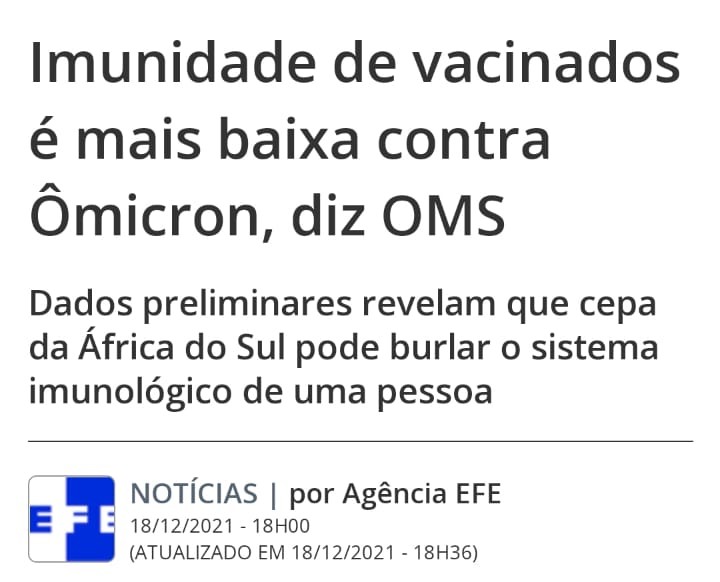 Imunidade de vacinados
é mais baixa contra
Ômicron, diz OMS
Dados preliminares revelam que cepa
da África do Sul pode burlar o sistema
imunológico de uma pessoa
EFE
NOTÍCIAS | por Agência EFE
18/12/2021 - 18H00
(ATUALIZADO EM 18/12/2021 - 18H36)